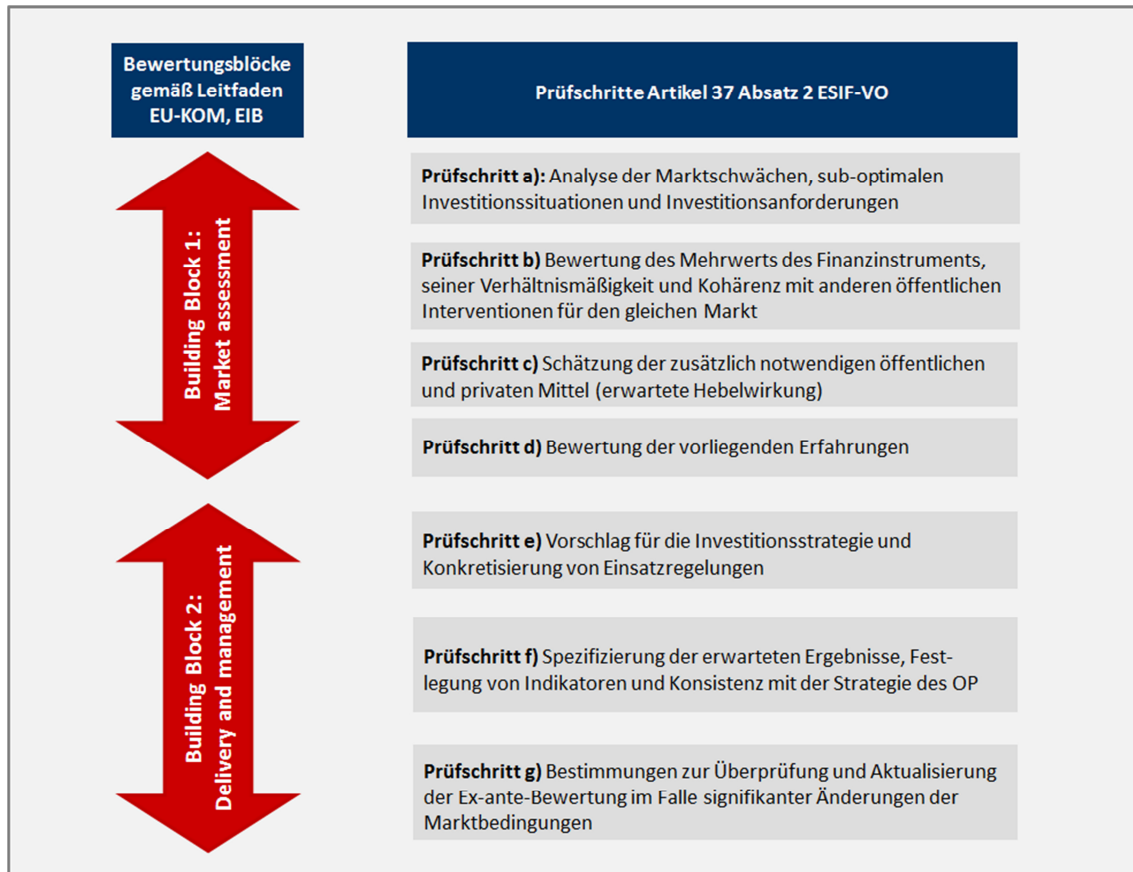 Bewertungsblöcke
gemäß Leitfaden
EU-KOM, EIB
Prüfschritte Artikel 37 Absatz 2 ESIF-VO
Building Block 1:
Market assessment
Prüfschritt a): Analyse der Marktschwächen, sub-optimalen
Investitionssituationen und Investitionsanforderungen
Prüfschritt b) Bewertung des Mehrwerts des Finanzinstruments,
seiner Verhältnismäßigkeit und Kohärenz mit anderen öffentlichen
Interventionen für den gleichen Markt
Prüfschritt c) Schätzung der zusätzlich notwendigen öffentlichen
und privaten Mittel (erwartete Hebelwirkung)
Prüfschritt d) Bewertung der vorliegenden Erfahrungen
Building Block 2:
Delivery and management
Prüfschritt e) Vorschlag für die Investitionsstrategie und
Konkretisierung von Einsatzregelungen
Prüfschritt f) Spezifizierung der erwarteten Ergebnisse, Fest-
legung von Indikatoren und Konsistenz mit der Strategie des OP
Prüfschritt g) Bestimmungen zur Überprüfung und Aktualisierung
der Ex-ante-Bewertung im Falle signifikanter Änderungen der
Marktbedingungen